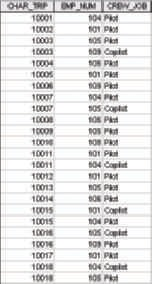 CHAR_TRIP EMP_NUM CREW_JOB
10001 104 Pilot
10002 101 Pilot
10003 105 Pilot
10003 109 Copilot
10004 106 Pilot
10005 101 Pilot
10006 109 Pilot
10007 104 Pilot
10007 105 Copilot
10008 106 Pilot
10009 105 Pilot
10010 108 Pilot
10011 101 Pilot
10011 104 Copilot
10012 101 Pilot
10013 105 Pilot
10014 106 Pilot
10015 101 Copilot
10015 104 Pilot
10016 105 Copilot
10016 109 Pilot
10017 101 Pilot
10018 104 Copilot
10018 105 Pilot